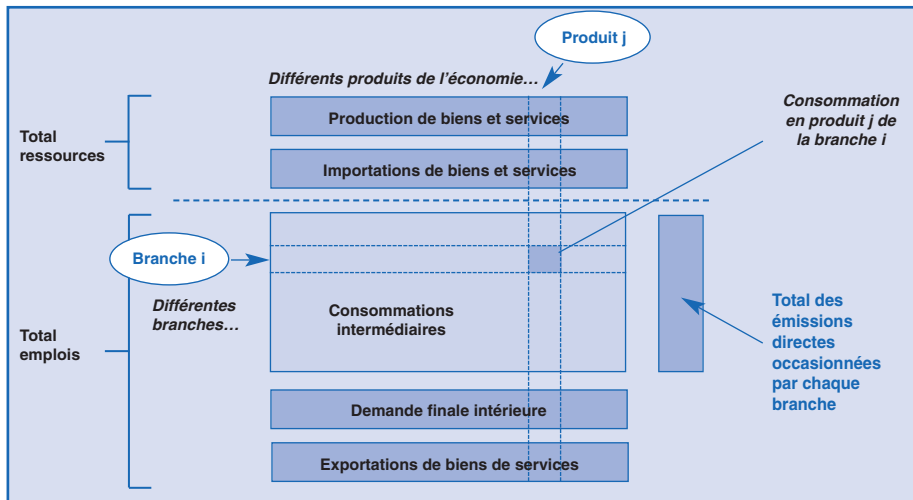 Produit j
Différents produits de l'économie…
Consommation
en produit j de
la branche i
Total
ressources
Production de biens et services
Importations de biens et services
Branche i
Différentes
branches…
Total
emplois
Consommations
intermédiaires
Total des
émissions
directes
occasionnées
par chaque
branche
Demande finale intérieure
Exportations de biens de services